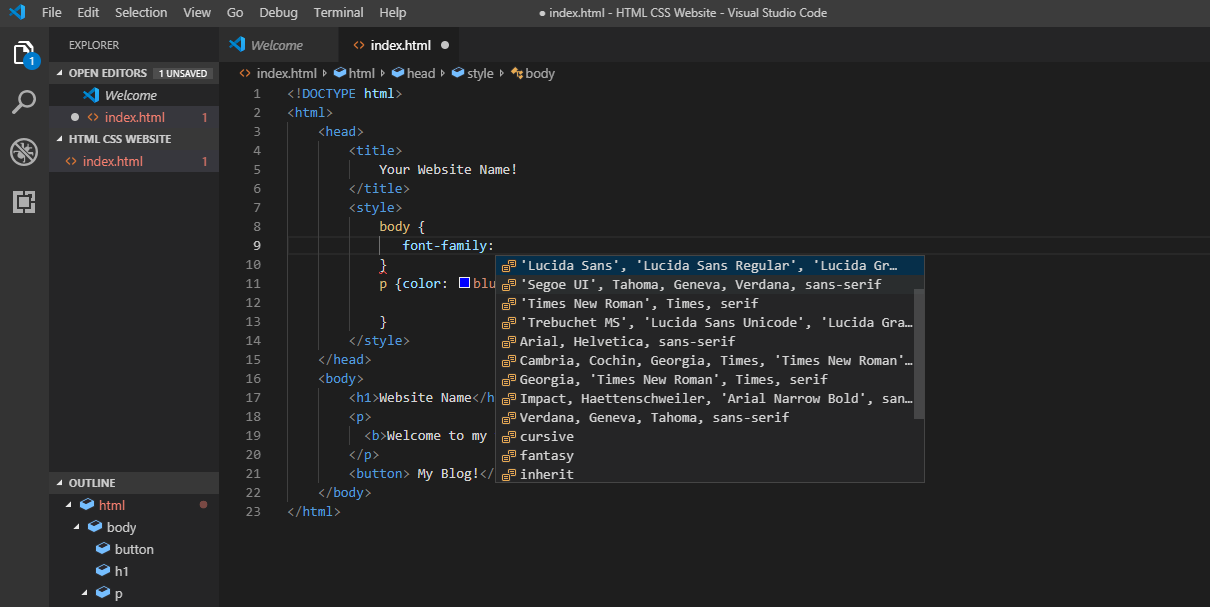 File Edit Selection View Go Debug Terminal Help ● index.html - HTML CSS Website - Visual Studio Code
1
EXPLORER
OPEN EDITORS 1 UNSAVED
Welcome
index.html 1
HTML CSS WEBSITE
index.html 1
OUTLINE
html
body
button
h1
p
Welcome index.html
index.html html head style body
1 <!DOCTYPE html>
2 <html>
3 <head>
4 <title>
5 Your Website Name!
6 </title>
7 <style>
8 body {
9 font-family:
10 }
11 p {color: blu
12
13 }
14 </style>
15 </head>
16 <body>
17 <h1>Website Name</h
18 <p>
19 <b>Welcome to my
20 </p>
21 <button> My Blog!</
22 </body>
23 </html>
'Lucida Sans', 'Lucida Sans Regular', 'Lucida Gr…
'Segoe UI', Tahoma, Geneva, Verdana, sans-serif
'Times New Roman', Times, serif
'Trebuchet MS', 'Lucida Sans Unicode', 'Lucida Gra…
Arial, Helvetica, sans-serif
Cambria, Cochin, Georgia, Times, 'Times New Roman'…
Georgia, 'Times New Roman', Times, serif
Impact, Haettenschweiler, 'Arial Narrow Bold', san…
Verdana, Geneva, Tahoma, sans-serif
cursive
fantasy
inherit